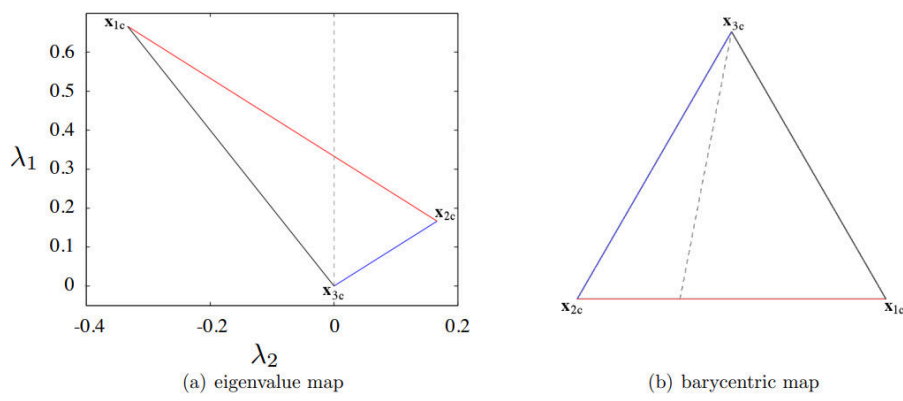 x1c
0.6
0.5
0.4
λ1
0.3
0.2
x2c
0.1
0
x3c
-0.4
-0.2
0
0.2
λ2
(a) eigenvalue map
x3c
x2c
x1c
(b) barycentric map